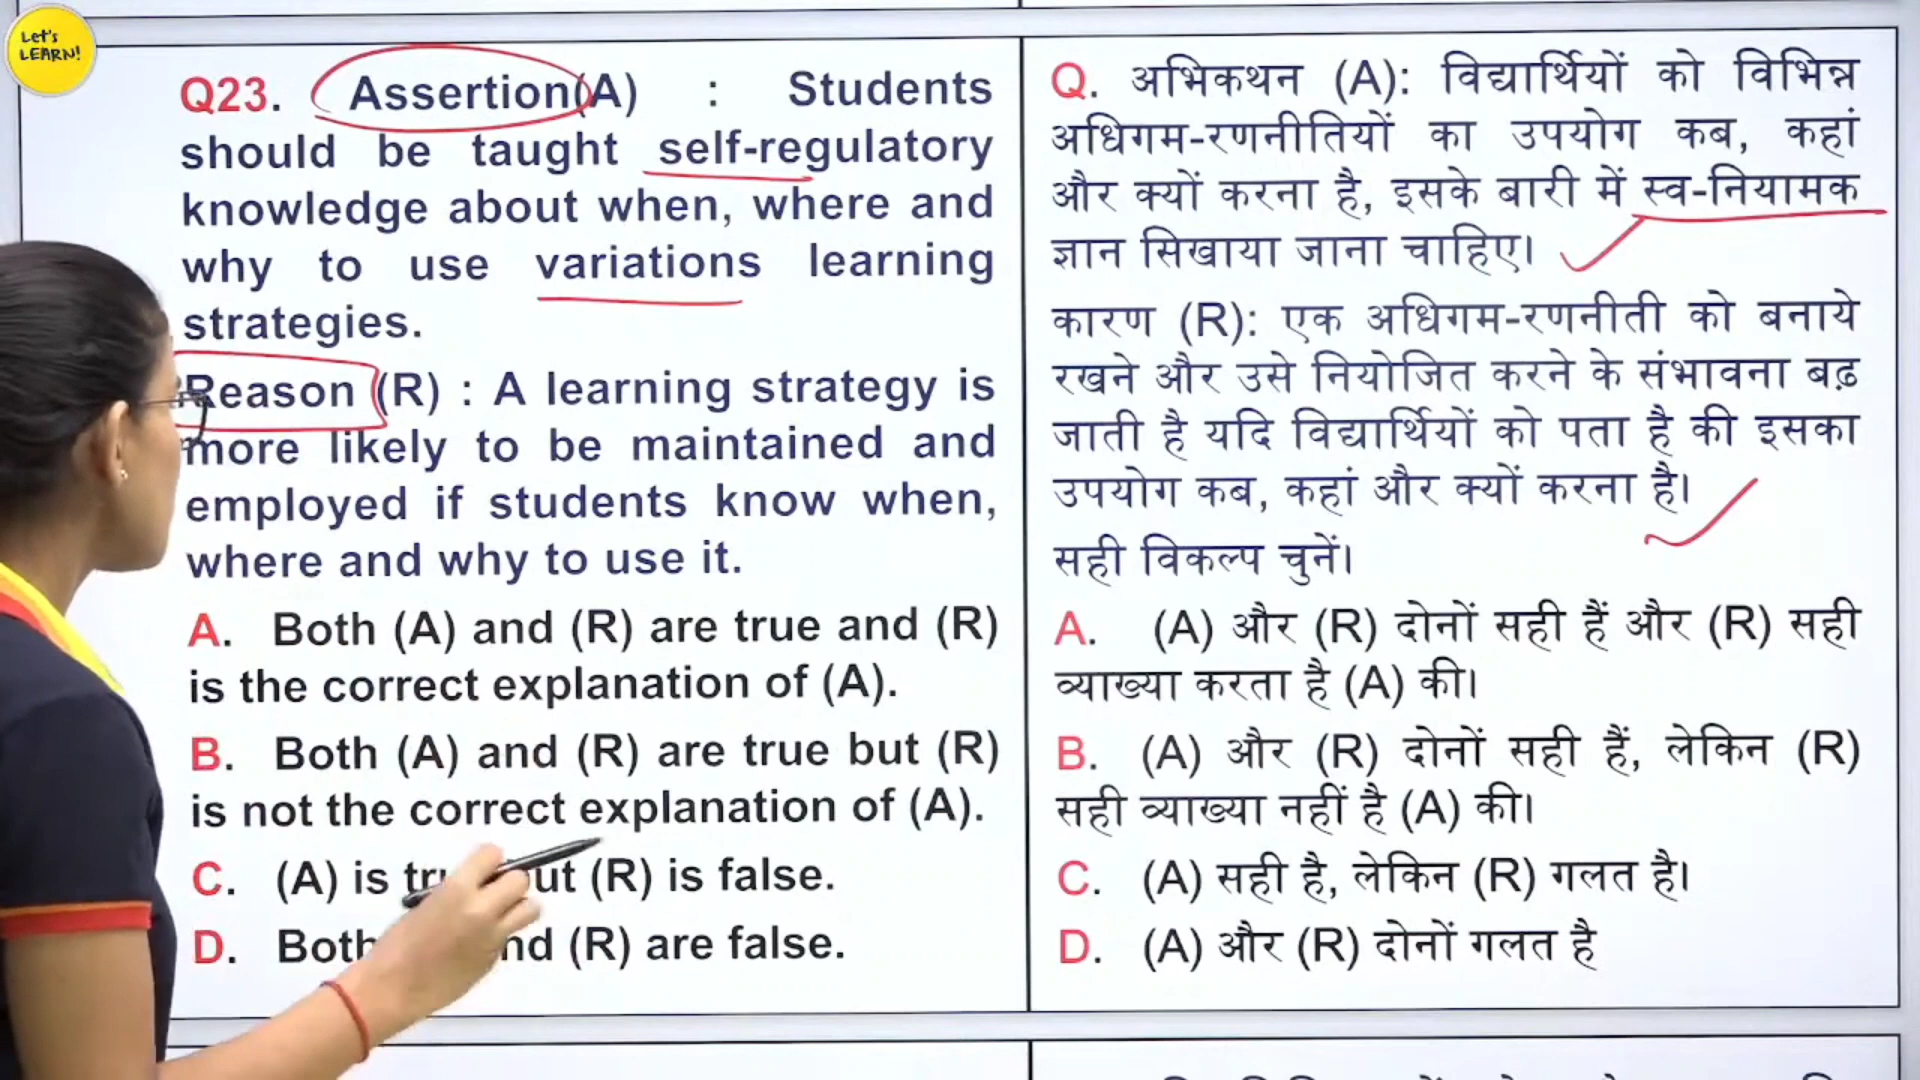 Let's
LEARN!
Q23. Assertion(A) : Students
should be taught self-regulatory
knowledge about when, where and
why to use variations learning
strategies.
Reason (R) : A learning strategy is
more likely to be maintained and
employed if students know when,
where and why to use it.
A. Both (A) and (R) are true and (R)
is the correct explanation of (A).
B. Both (A) and (R) are true but (R)
is not the correct explanation of (A).
C. (A) is but (R) is false.
D. Both and (R) are false.
Q. अभिकथन (A): विद्यार्थियों को विभिन्न
अधिगम-रणनीतियों का उपयोग कब, कहां
और क्यों करना है, इसके बारी में स्व-नियामक
ज्ञान सिखाया जाना चाहिए।
कारण (R): एक अधिगम-रणनीती को बनाये
रखने और उसे नियोजित करने के संभावना बढ़
जाती है यदि विद्यार्थियों को पता है की इसका
उपयोग कब, कहां और क्यों करना है।
सही विकल्प चुनें।
A. (A) और (R) दोनों सही हैं और (R) सही
व्याख्या करता है (A) की।
B. (A) और (R) दोनों सही हैं, लेकिन (R)
सही व्याख्या नहीं है (A) की।
C. (A) सही है, लेकिन (R) गलत है।
D. (A) और (R) दोनों गलत है